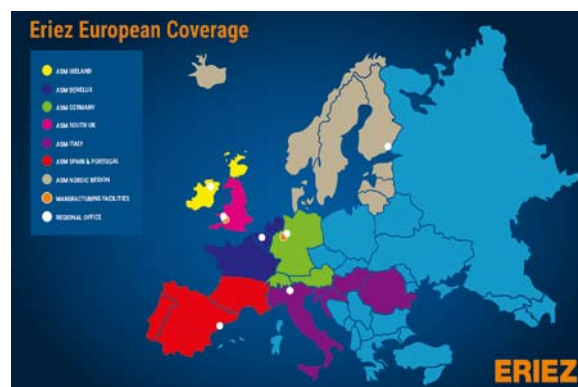 Eriez European Coverage
ASM IRELAND
ASM BENELUX
ASM GERMANY
ASM SOUTH UK
ASM ITALY
ASM SPAIN & PORTUGAL
ASM NORDIC REGION
MANUFACTURING FACILITIES
REGIONAL OFFICE
ERIEZ